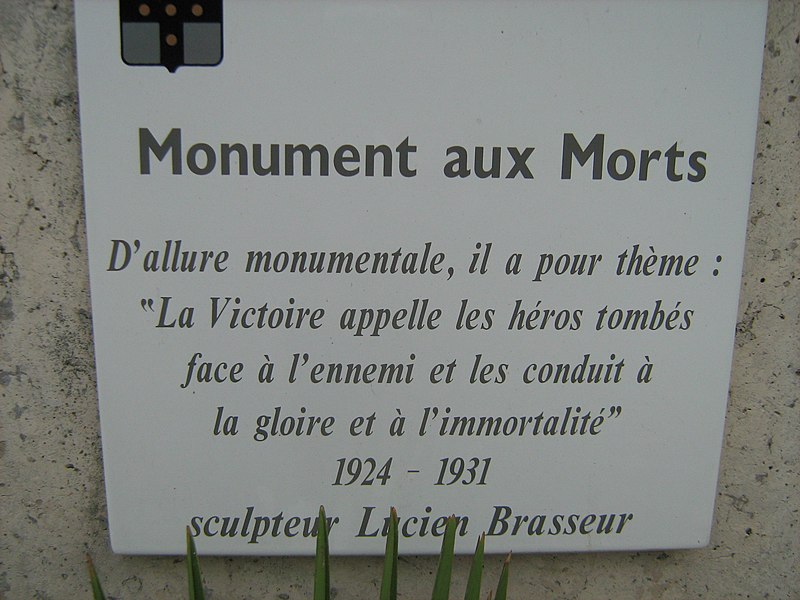 Monument aux Morts
D'allure monumentale, il a pour thème :
"La Victoire appelle les héros tombés
face à l'ennemi et les conduit à
la gloire et à l'immortalité"
1924 - 1931
sculpteur Lucien Brasseur